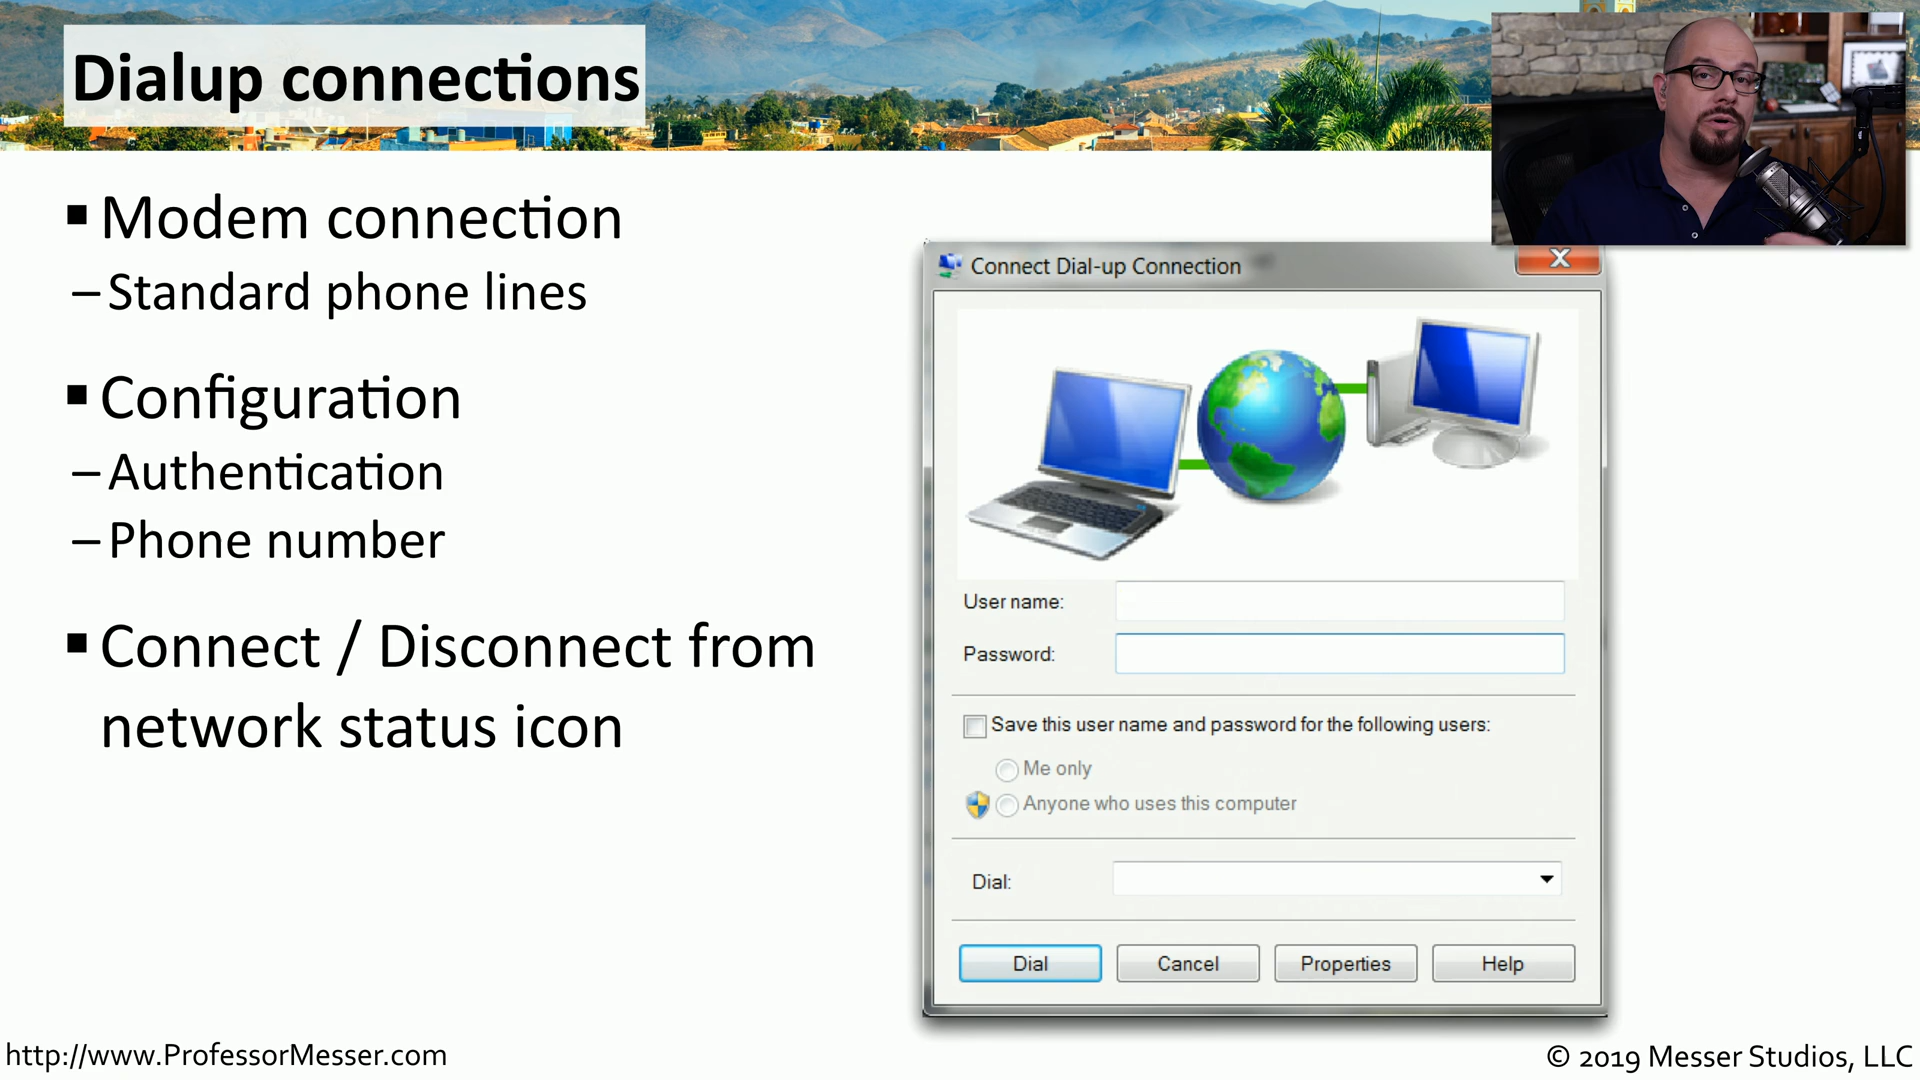 Dialup connections
▪ Modem connection
– Standard phone lines
▪ Configuration
– Authentication
– Phone number
▪ Connect / Disconnect from
network status icon
Connect Dial-up Connection
User name:
Password:
Save this user name and password for the following users:
Me only
Anyone who uses this computer
Dial:
Dial
Cancel
Properties
Help
http://www.ProfessorMesser.com
© 2019 Messer Studios, LLC